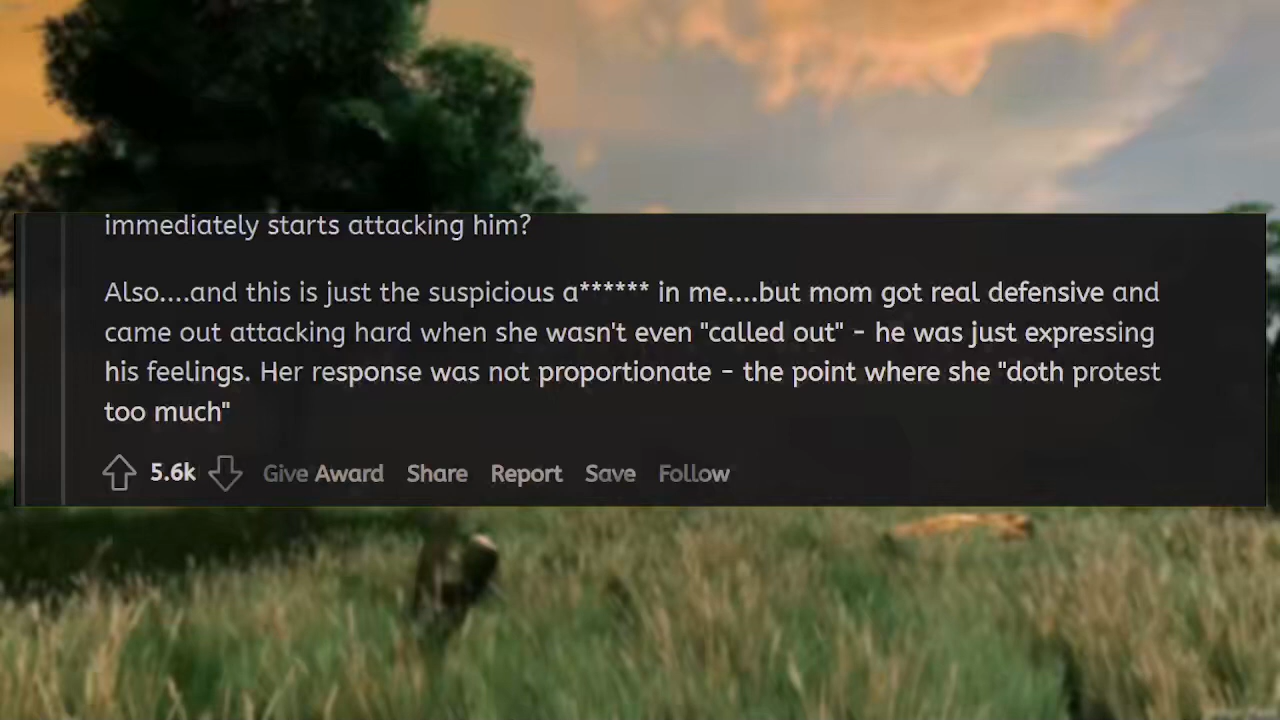 immediately starts attacking him?
Also....and this is just the suspicious a****** in me....but mom got real defensive and
came out attacking hard when she wasn't even "called out" - he was just expressing
his feelings. Her response was not proportionate - the point where she "doth protest
too much"
5.6k Give Award Share Report Save Follow